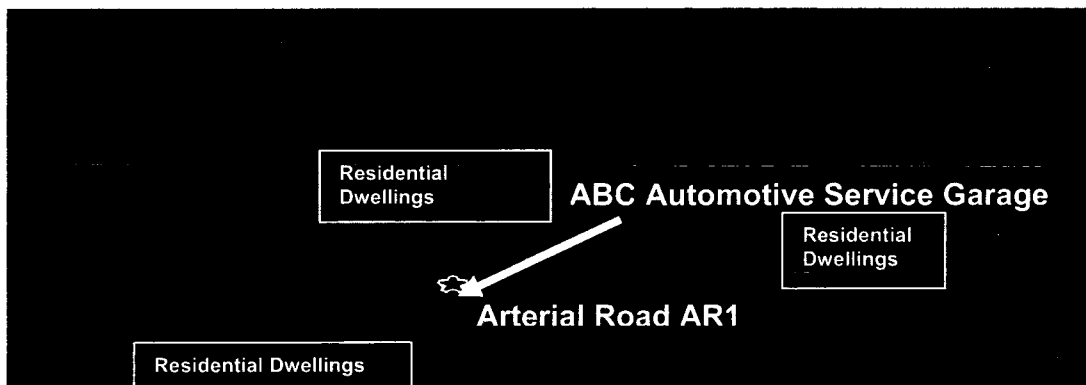 Residential
Dwellings
ABC Automotive Service Garage
Residential
Dwellings
Arterial Road AR1
Residential Dwellings